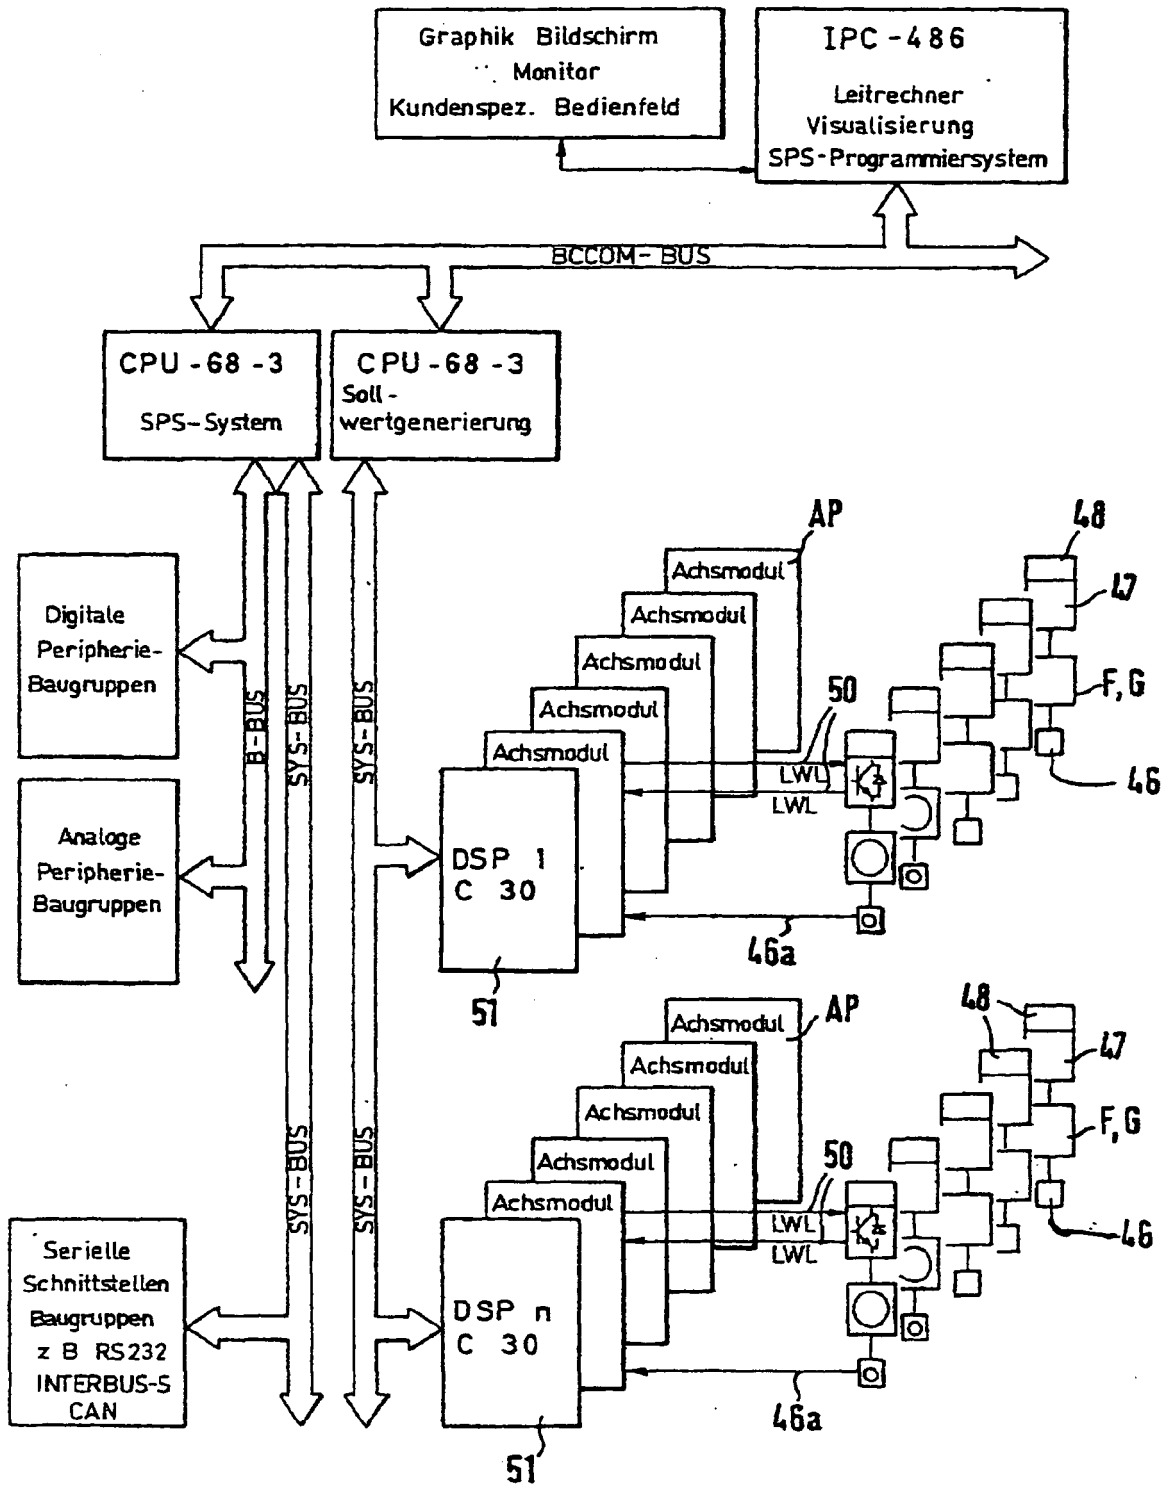 Graphik Bildschirm
Monitor
Kundenspez. Bedienfeld
IPC-486
Leitrechner
Visualisierung
SPS-Programmiersystem
BCCOM-BUS
CPU-68-3
SPS-System
CPU-68-3
Soll-
wertgenerierung
Digitale
Peripherie-
Baugruppen
Analoge
Peripherie-
Baugruppen
B-BUS
SYS-BUS
SYS-BUS
AP
Achsmodul
Achsmodul
Achsmodul
Achsmodul
Achsmodul
DSP 1
C 30
51
50
LWL
LWL
46a
48
47
F, G
46
SYS-BUS
SYS-BUS
Serielle
Schnittstellen
Baugruppen
z B RS232
INTERBUS-S
CAN
AP
Achsmodul
Achsmodul
Achsmodul
Achsmodul
Achsmodul
DSP n
C 30
51
50
LWL
LWL
46a
48
47
F, G
46